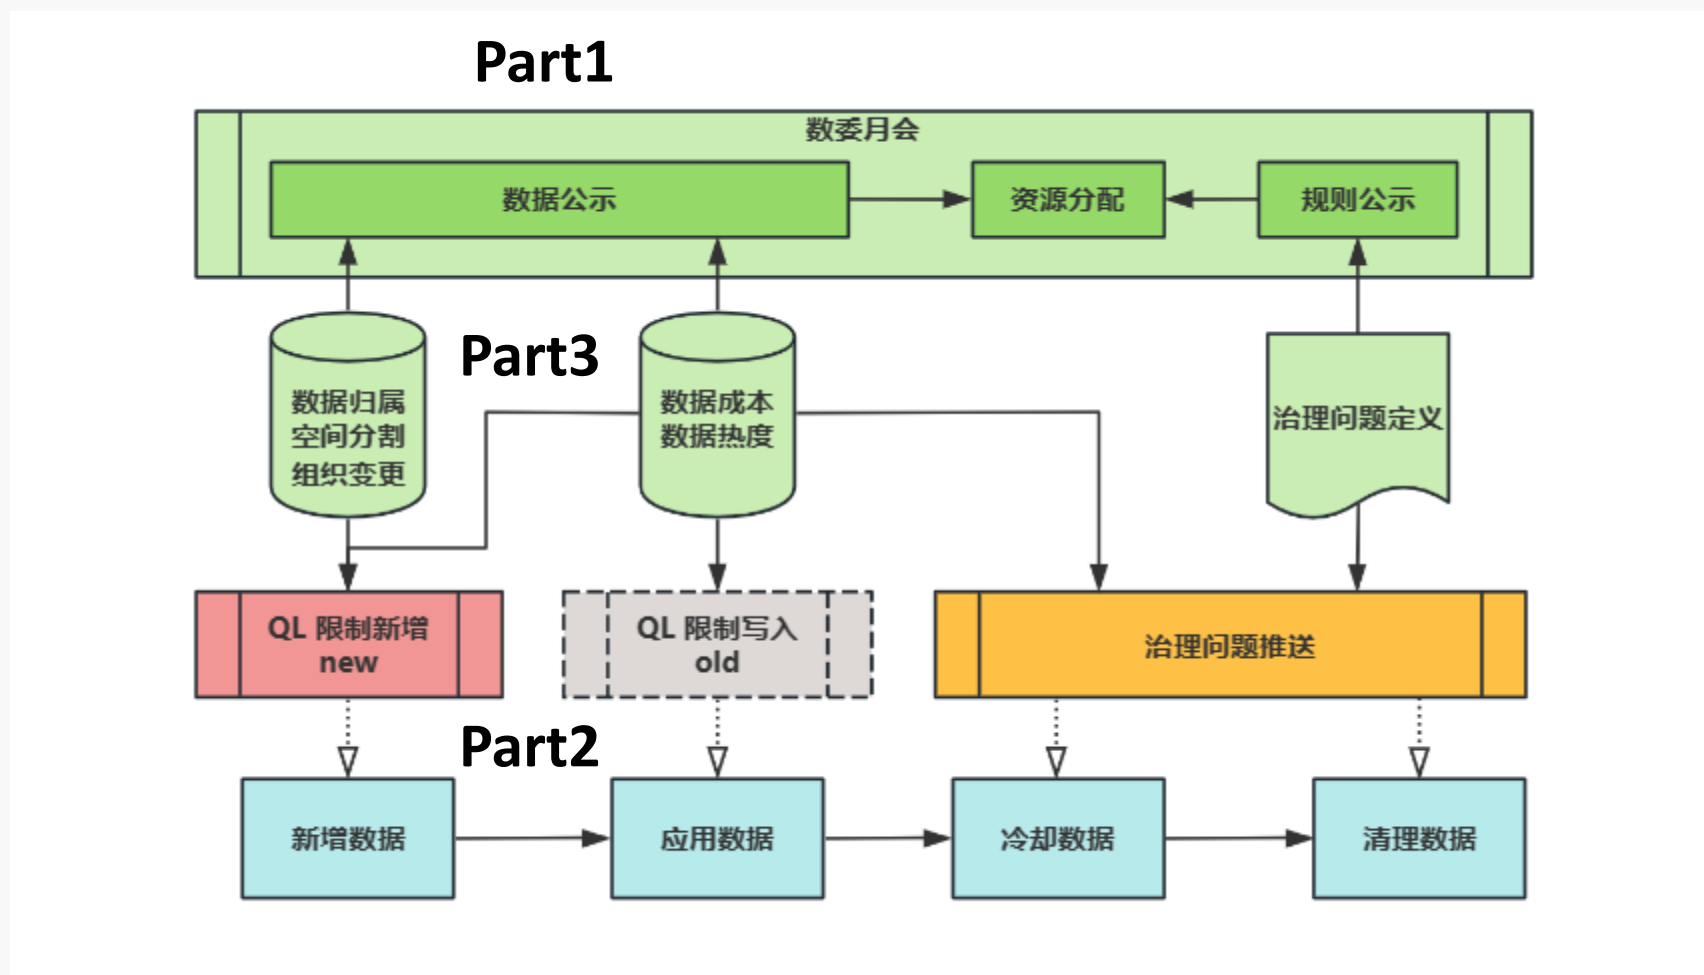 Part1
数委月会
数据公示
资源分配
规则公示
Part3
数据归属
空间分割
组织变更
数据成本
数据热度
治理问题定义
QL 限制新增
new
QL 限制写入
old
治理问题推送
Part2
新增数据
应用数据
冷却数据
清理数据